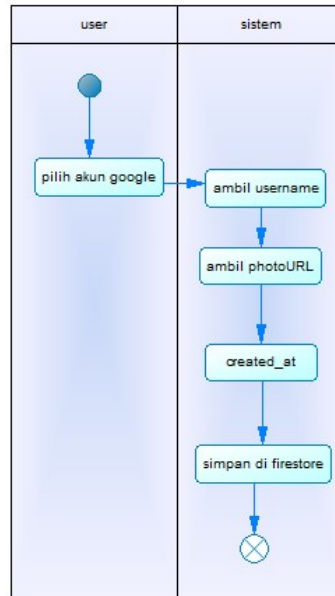 user
sistem
pilih akun google
ambil username
ambil photoURL
created_at
simpan di firestore